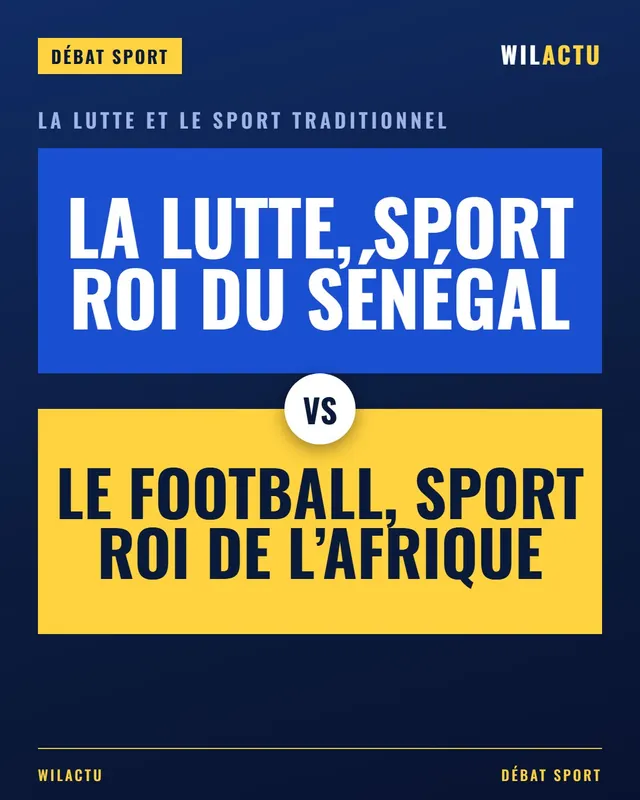 DÉBAT SPORT
WILACTU
LA LUTTE ET LE SPORT TRADITIONNEL
LA LUTTE, SPORT
ROI DU SÉNÉGAL
VS
LE FOOTBALL, SPORT
ROI DE L’AFRIQUE
WILACTU
DÉBAT SPORT